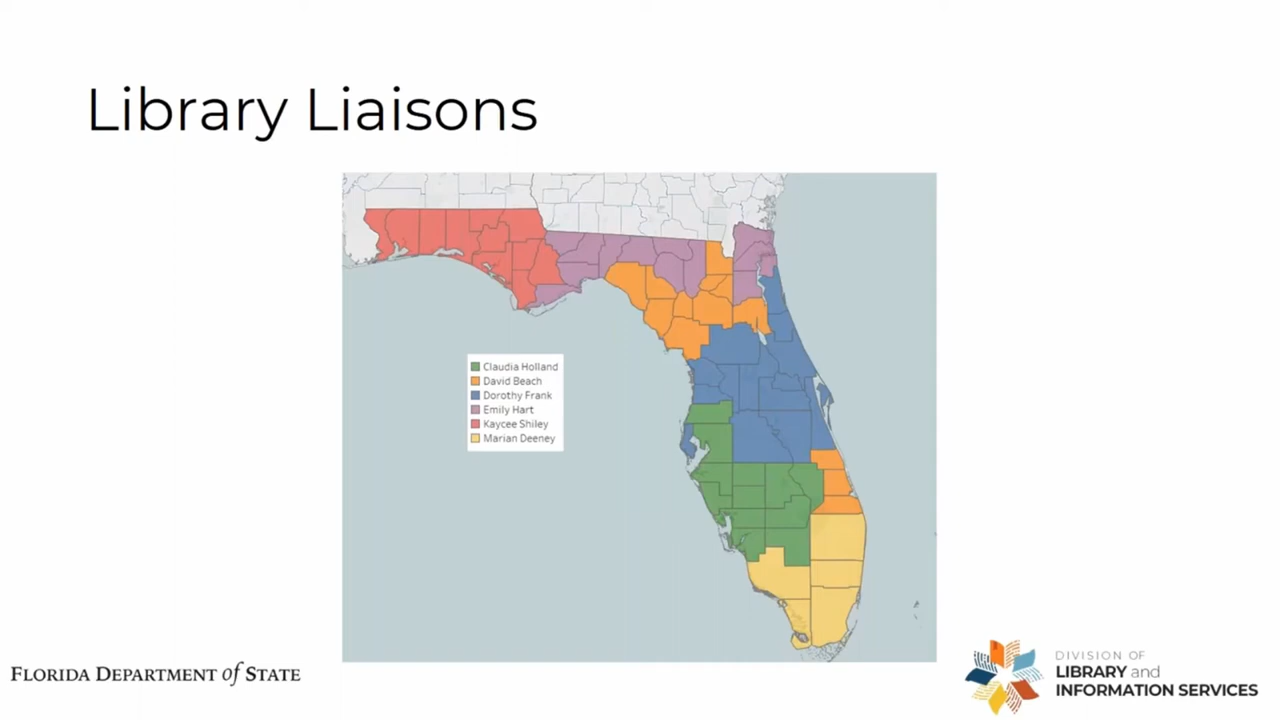 Library Liaisons
Claudia Holland
David Beach
Dorothy Frank
Emily Hart
Kaycee Shiley
Marian Deeney
FLORIDA DEPARTMENT of STATE
DIVISION OF
LIBRARY and
INFORMATION SERVICES